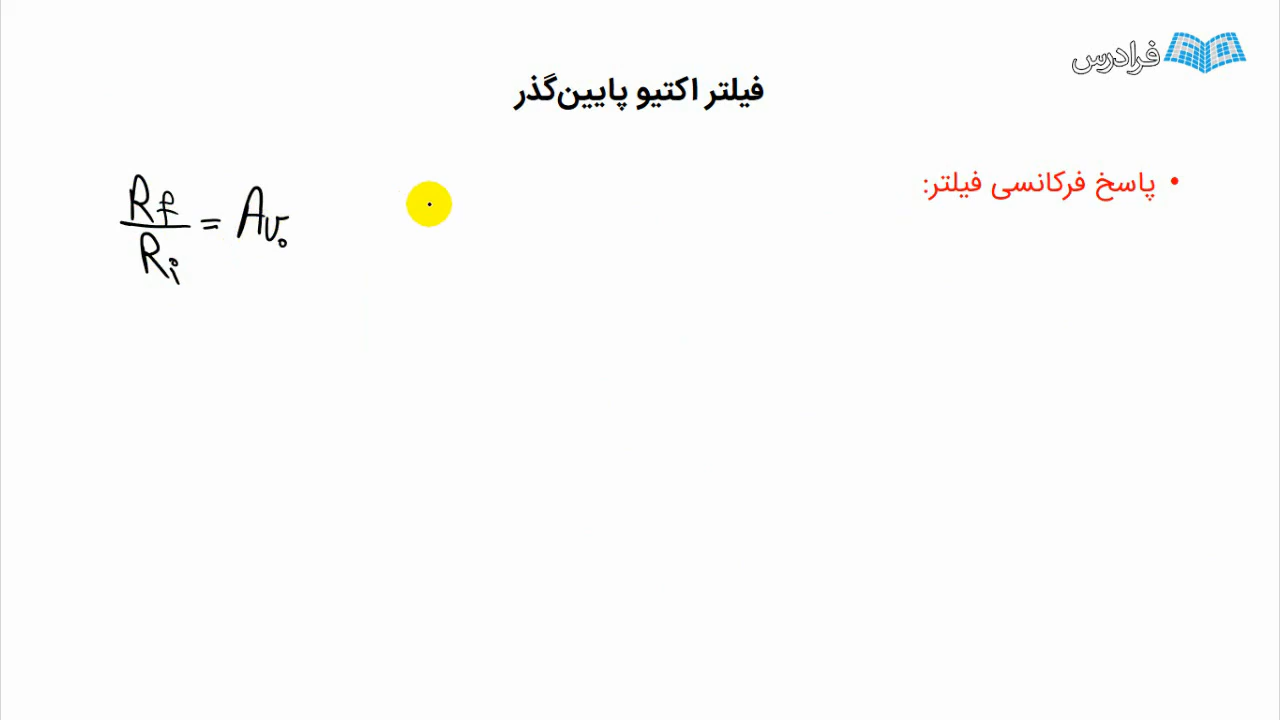 فرادرس
فیلتر اکتیو پایین‌گذر
• پاسخ فرکانسی فیلتر:
Rf/Ri = Av₀